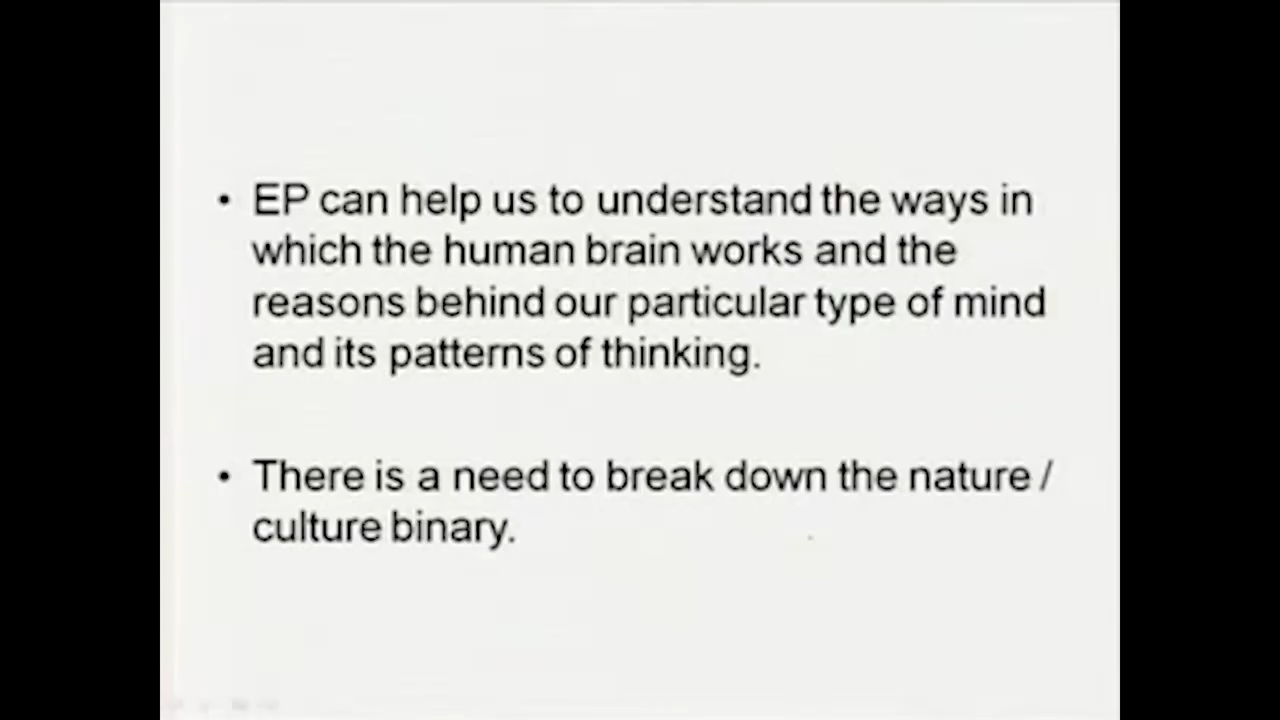 • EP can help us to understand the ways in
which the human brain works and the
reasons behind our particular type of mind
and its patterns of thinking.
• There is a need to break down the nature /
culture binary.